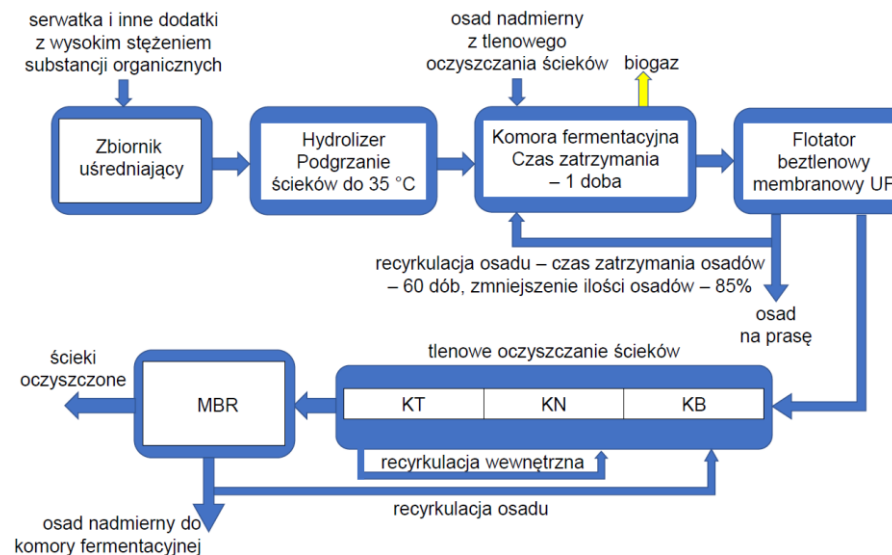 serwatka i inne dodatki
z wysokim stężeniem
substancji organicznych
osad nadmierny
z tlenowego
oczyszczania ścieków
biogaz
Zbiornik
uśredniający
Hydrolizer
Podgrzanie
ścieków do 35 °C
Komora fermentacyjna
Czas zatrzymania
– 1 doba
Flotator
beztlenowy
membranowy UF
recyrkulacja osadu – czas zatrzymania osadów
– 60 dób, zmniejszenie ilości osadów – 85%
osad
na prasę
tlenowe oczyszczanie ścieków
ścieki
oczyszczone
MBR
KT
KN
KB
recyrkulacja wewnętrzna
recyrkulacja osadu
osad nadmierny do
komory fermentacyjnej